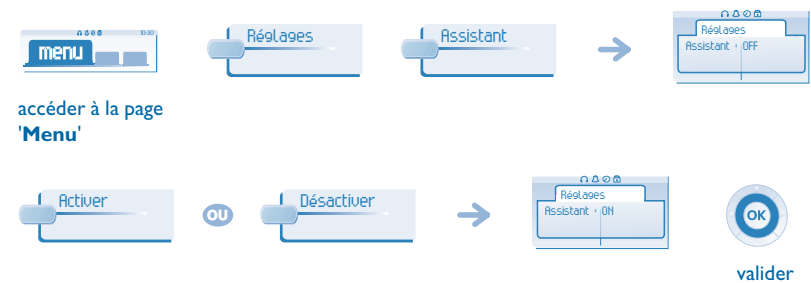 10:30
menu
Réglages
Assistant
Réglages
Assistant : OFF
accéder à la page
'Menu'
Activer
OU
Désactiver
Réglages
Assistant : ON
OK
valider